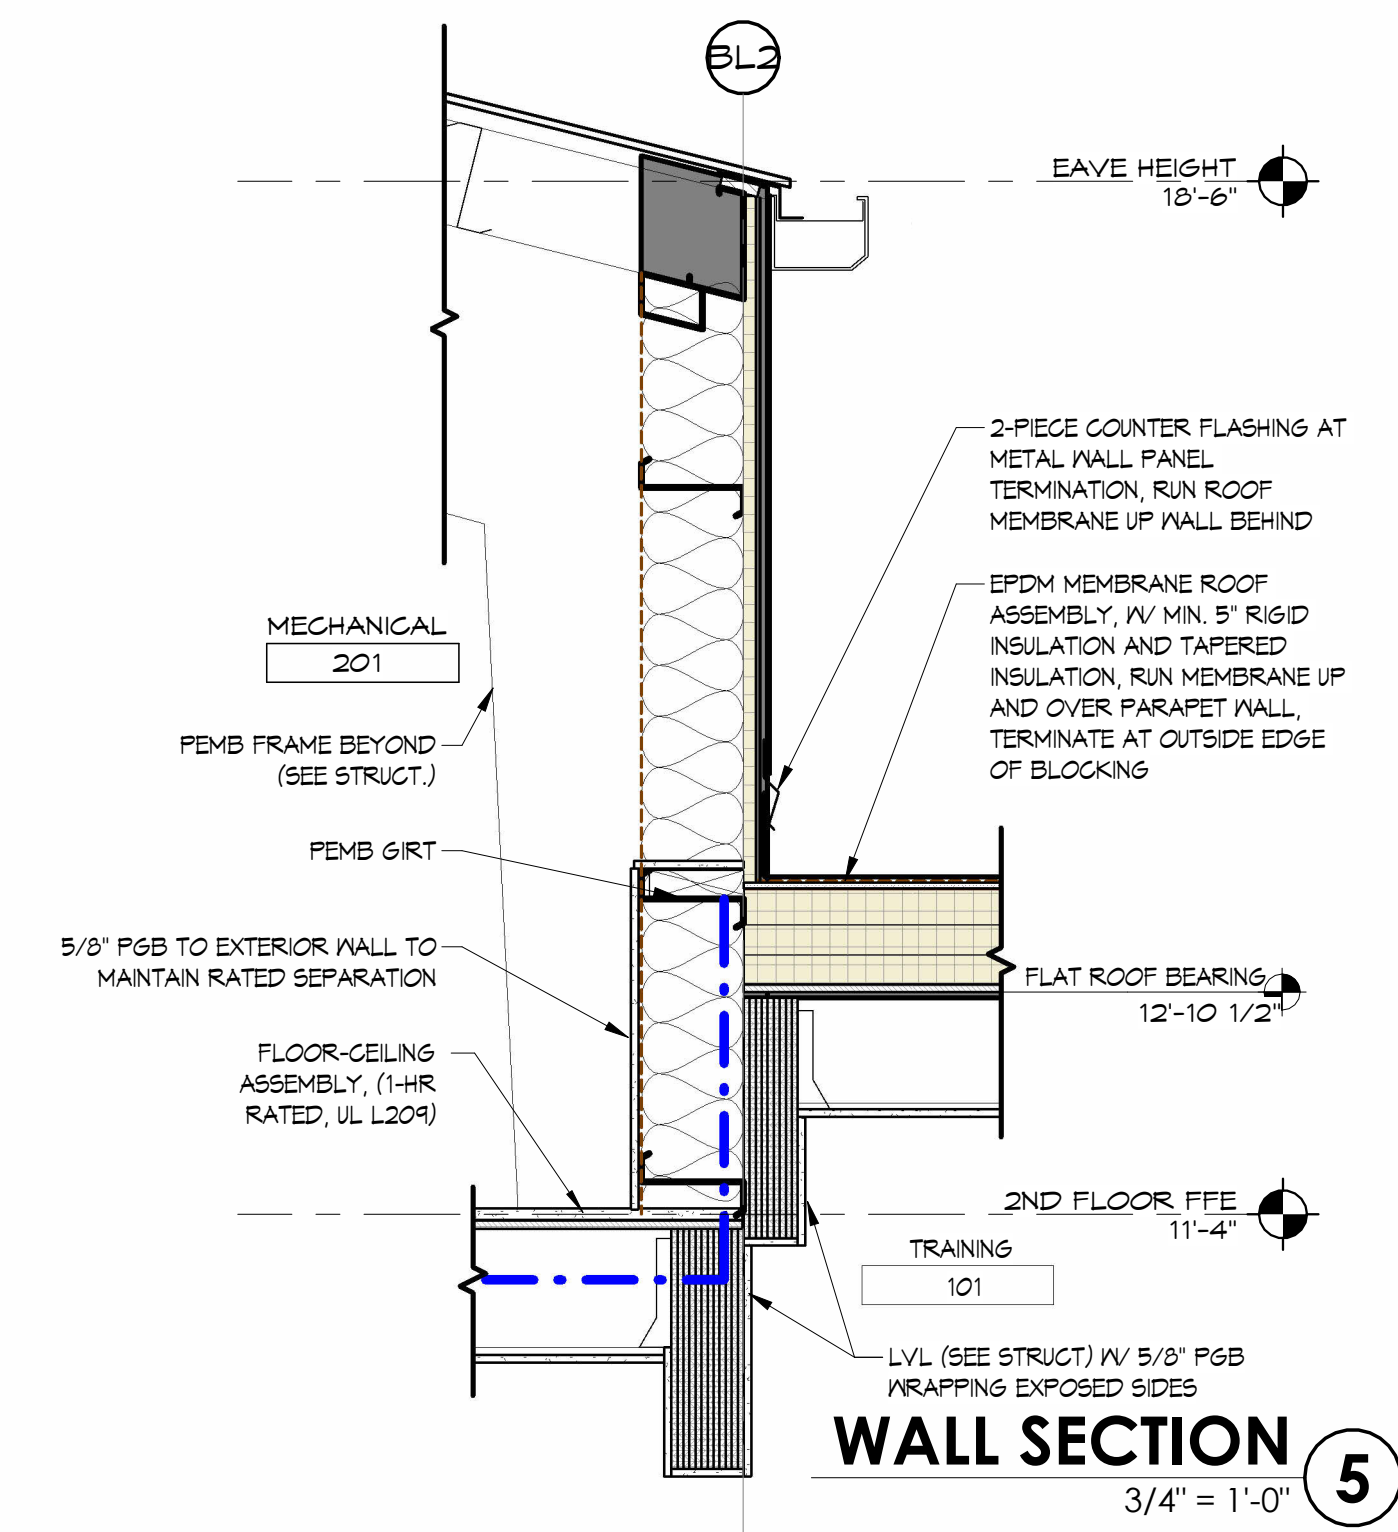 BL2
EAVE HEIGHT
18'-6"
2-PIECE COUNTER FLASHING AT
METAL WALL PANEL
TERMINATION, RUN ROOF
MEMBRANE UP WALL BEHIND
EPDM MEMBRANE ROOF
ASSEMBLY, W/ MIN. 5" RIGID
INSULATION AND TAPERED
INSULATION, RUN MEMBRANE UP
AND OVER PARAPET WALL,
TERMINATE AT OUTSIDE EDGE
OF BLOCKING
MECHANICAL
201
PEMB FRAME BEYOND
(SEE STRUCT.)
PEMB GIRT
5/8" PGB TO EXTERIOR WALL TO
MAINTAIN RATED SEPARATION
FLAT ROOF BEARING
12'-10 1/2"
FLOOR-CEILING
ASSEMBLY, (1-HR
RATED, UL L209)
2ND FLOOR FFE
11'-4"
TRAINING
101
LVL (SEE STRUCT) W/ 5/8" PGB
WRAPPING EXPOSED SIDES
WALL SECTION
5
3/4" = 1'-0"